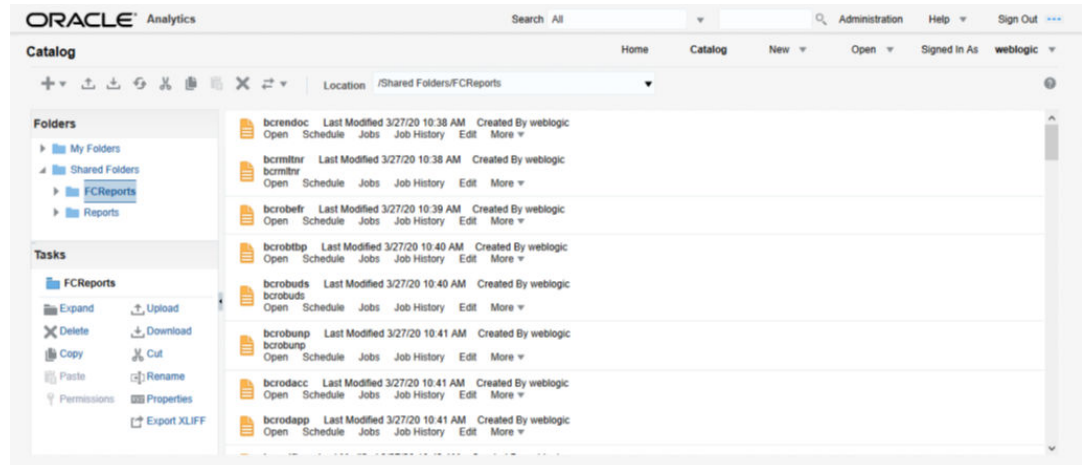 ORACLE Analytics Search All Administration Help Sign Out
Catalog Home Catalog New Open Signed In As weblogic
Location /Shared Folders/FCReports
Folders
My Folders
Shared Folders
FCReports
Reports
Tasks
FCReports
Expand Upload
Delete Download
Copy Cut
Paste Rename
Permissions Properties
Export XLIFF
bcrendoc Last Modified 3/27/20 10:38 AM Created By weblogic
Open Schedule Jobs Job History Edit More
bcrmltnr Last Modified 3/27/20 10:38 AM Created By weblogic
bcrmltnr
Open Schedule Jobs Job History Edit More
bcrobefr Last Modified 3/27/20 10:39 AM Created By weblogic
Open Schedule Jobs Job History Edit More
bcrobtbp Last Modified 3/27/20 10:40 AM Created By weblogic
Open Schedule Jobs Job History Edit More
bcrobuds Last Modified 3/27/20 10:40 AM Created By weblogic
bcrobuds
Open Schedule Jobs Job History Edit More
bcrobunp Last Modified 3/27/20 10:41 AM Created By weblogic
bcrobunp
Open Schedule Jobs Job History Edit More
bcrodacc Last Modified 3/27/20 10:41 AM Created By weblogic
Open Schedule Jobs Job History Edit More
bcrodapp Last Modified 3/27/20 10:41 AM Created By weblogic
Open Schedule Jobs Job History Edit More